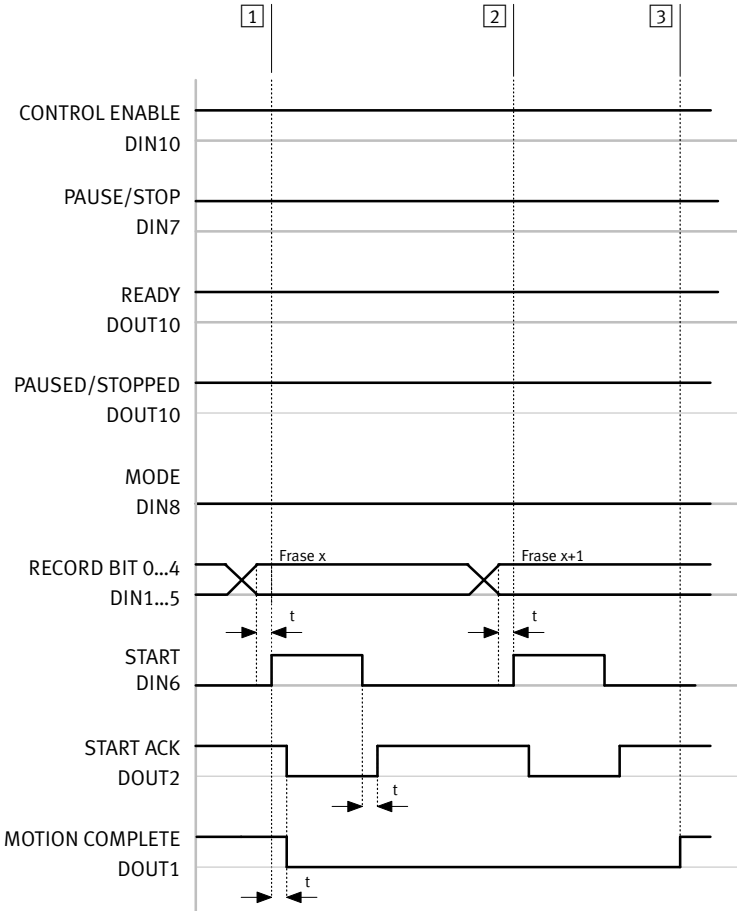 1 2 3
CONTROL ENABLE
DIN10
PAUSE/STOP
DIN7
READY
DOUT10
PAUSED/STOPPED
DOUT10
MODE
DIN8
Frase x Frase x+1
RECORD BIT 0...4
DIN1...5
t t
START
DIN6
START ACK
DOUT2
t
MOTION COMPLETE
DOUT1
t